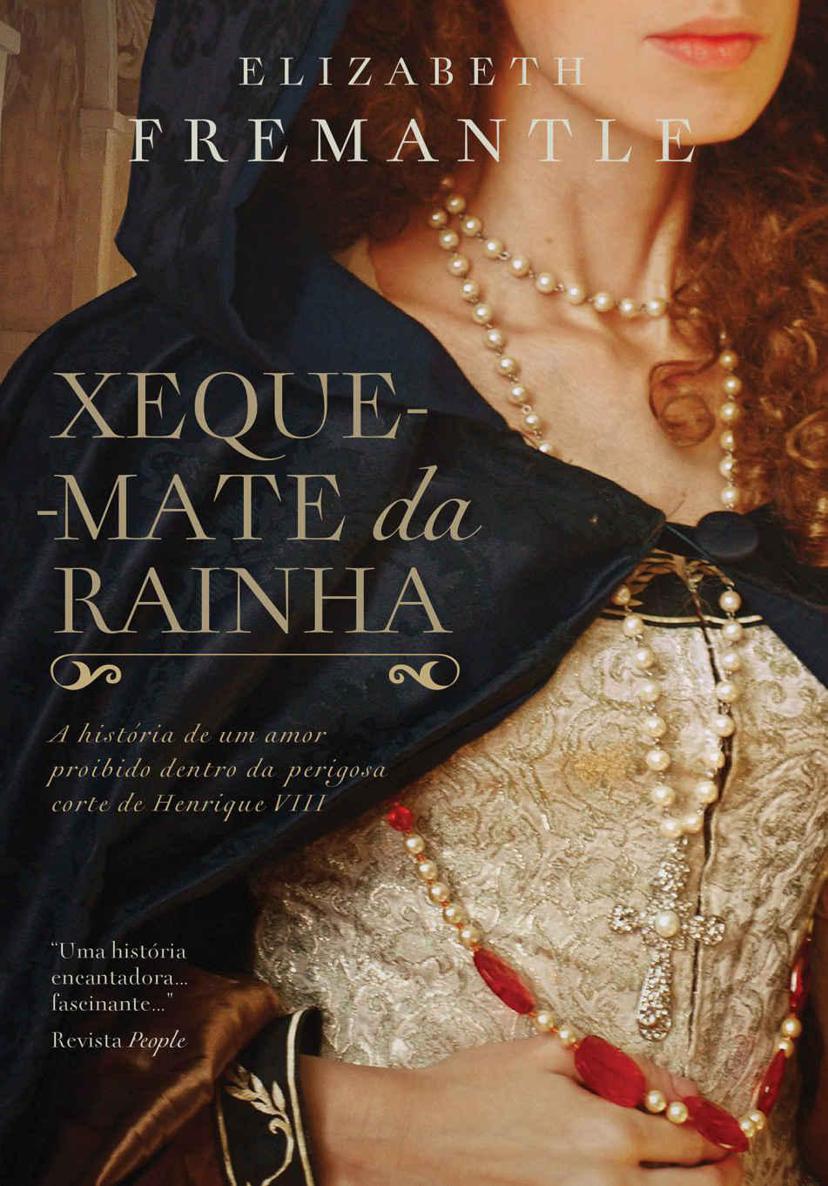 ELIZABETH
FREMANTLE
XEQUE-
-MATE da
RAINHA
A história de um amor
proibido dentro da perigosa
corte de Henrique VIII
“Uma história
encantadora...
fascinante..."
Revista People